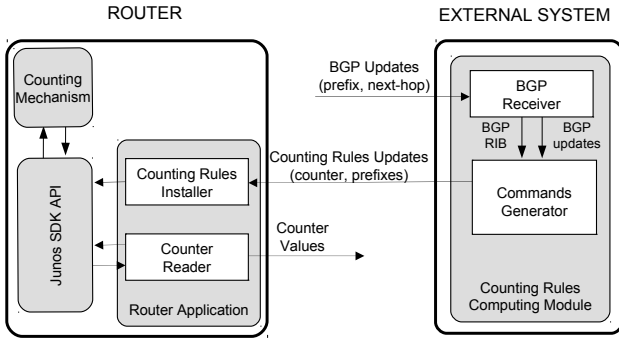 ROUTER
EXTERNAL SYSTEM
Counting
Mechanism
Junos SDK API
Counting Rules
Installer
Counter
Reader
Router Application
BGP Updates
(prefix, next-hop)
Counting Rules Updates
(counter, prefixes)
Counter
Values
BGP
Receiver
BGP
RIB
BGP
updates
Commands
Generator
Counting Rules
Computing Module